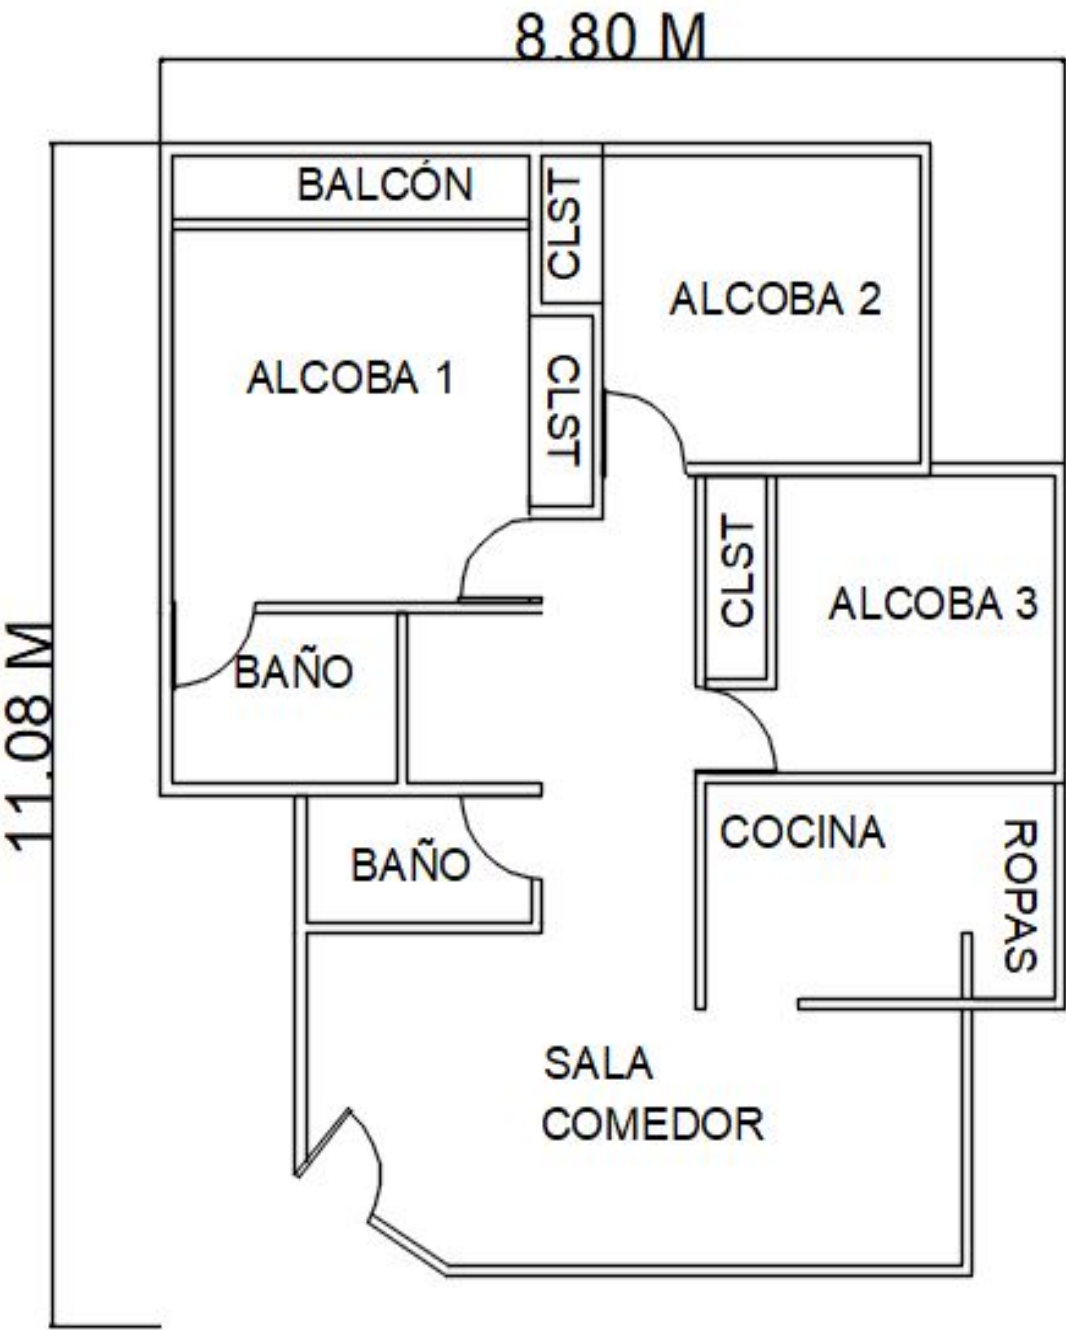 8.80 M
BALCÓN
CLST
ALCOBA 2
ALCOBA 1
CLST
CLST
ALCOBA 3
11.08 M
BAÑO
COCINA
ROPAS
BAÑO
SALA
COMEDOR